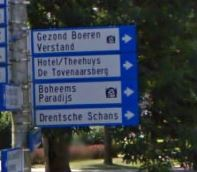 Gezond Boeren
Verstand
Hotel/Theehuys
De Tovenaarsberg
Boheems
Paradijs
Drentsche Schans